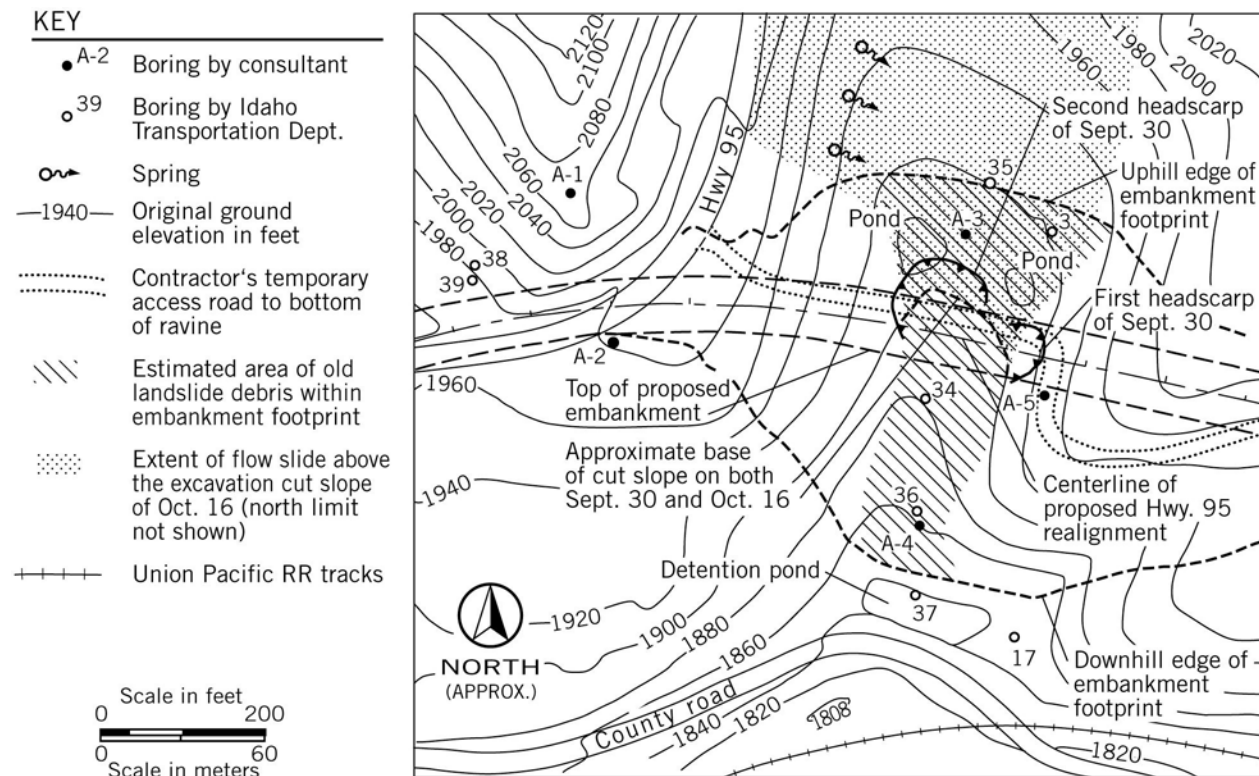 KEY
A-2
Boring by consultant
39
Boring by Idaho
Transportation Dept.
Spring
1940
Original ground
elevation in feet
Contractor's temporary
access road to bottom
of ravine
Estimated area of old
landslide debris within
embankment footprint
Extent of flow slide above
the excavation cut slope
of Oct. 16 (north limit
not shown)
Union Pacific RR tracks
Scale in feet
0 200
0 60
Scale in meters
2120
2100
2080
2060
2040
2020
2000
1980
A-1
Hwy 95
38
39
A-2
1960
1960
1980
2000
2020
Second headscarp
of Sept. 30
35
Uphill edge of
embankment
footprint
Pond
A-3
3
Pond
First headscarp
of Sept. 30
Top of proposed
embankment
34
A-5
Approximate base
of cut slope on both
Sept. 30 and Oct. 16
Centerline of
proposed Hwy. 95
realignment
1940
36
A-4
Detention pond
37
17
1920
1900
1880
1860
NORTH
(APPROX.)
Downhill edge of
embankment
footprint
County road
1840
1820
1808
1820